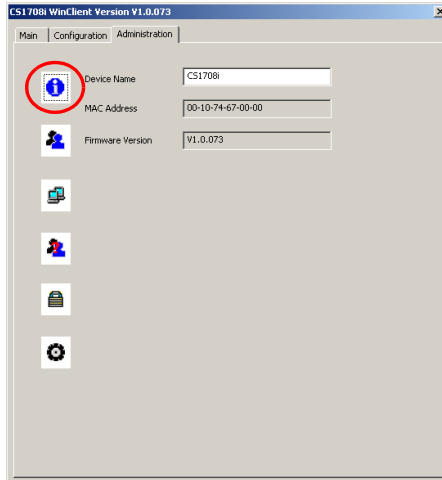 CS1708i WinClient Version V1.0.073
Main Configuration Administration
Device Name CS1708i
MAC Address 00-10-74-67-00-00
Firmware Version V1.0.073